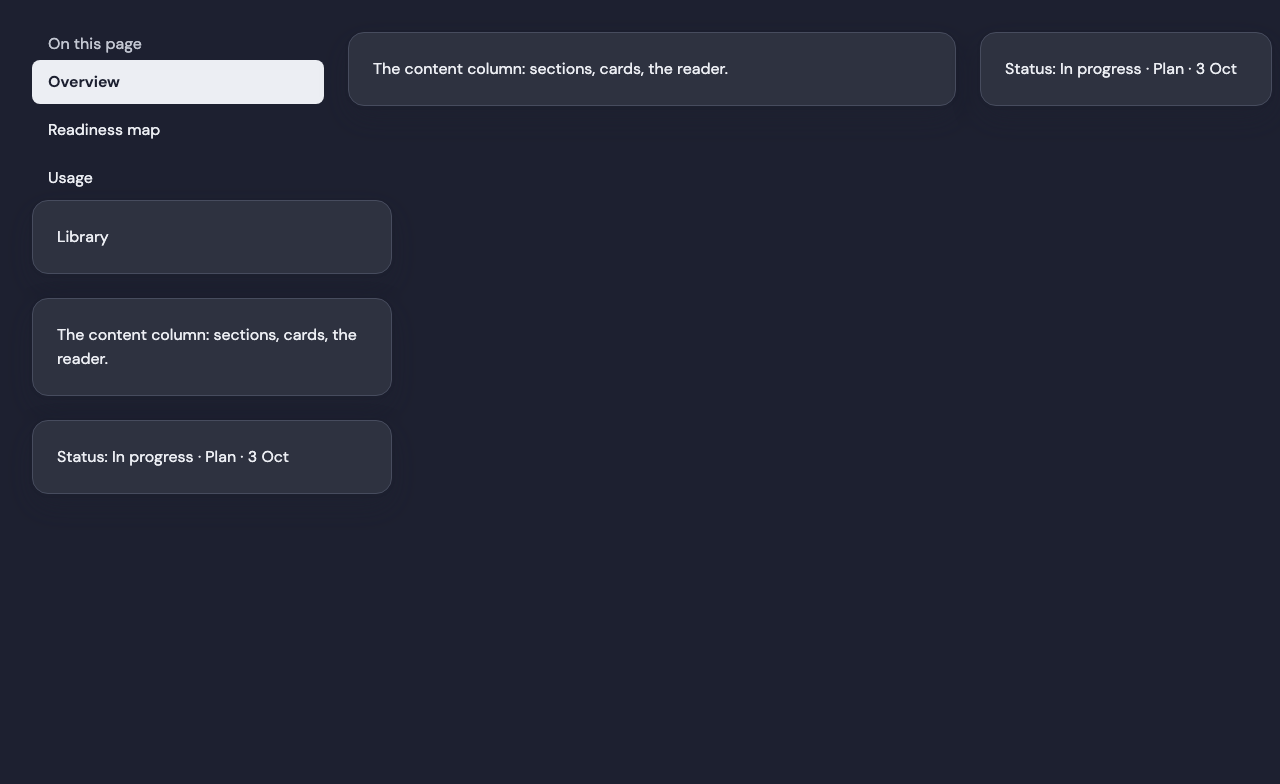 On this page
Overview
Readiness map
Usage
The content column: sections, cards, the reader.
Status: In progress · Plan · 3 Oct
Library
The content column: sections, cards, the
reader.
Status: In progress · Plan · 3 Oct